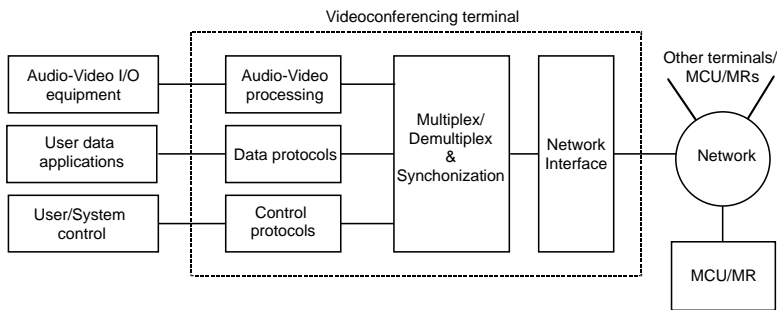 Videoconferencing terminal
Other terminals/
MCU/MRs
Audio-Video I/O
equipment
Audio-Video
processing
User data
applications
Data protocols
User/System
control
Control
protocols
Multiplex/
Demultiplex
&
Synchonization
Network
Interface
Network
MCU/MR